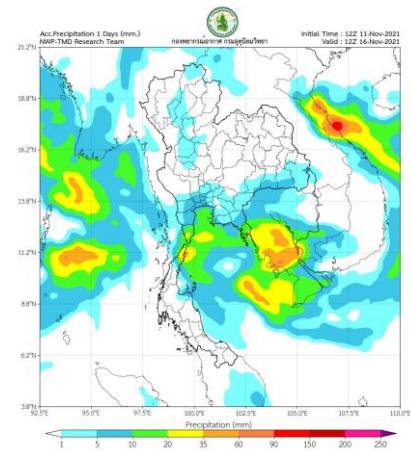 Acc.Precipitation 1 Days (mm.)
NWP-TMD Research Team
กองพยากรณ์อากาศ กรมอุตุนิยมวิทยา
Initial Time : 12Z 11-Nov-2021
Valid : 12Z 16-Nov-2021
21.2°N
18.8°N
16.2°N
13.8°N
11.2°N
8.8°N
6.2°N
3.8°N
92.5°E 95.0°E 97.5°E 100.0°E 102.5°E 105.0°E 107.5°E 110.0°E
Precipitation (mm)
1 5 10 20 35 60 90 150 200 250